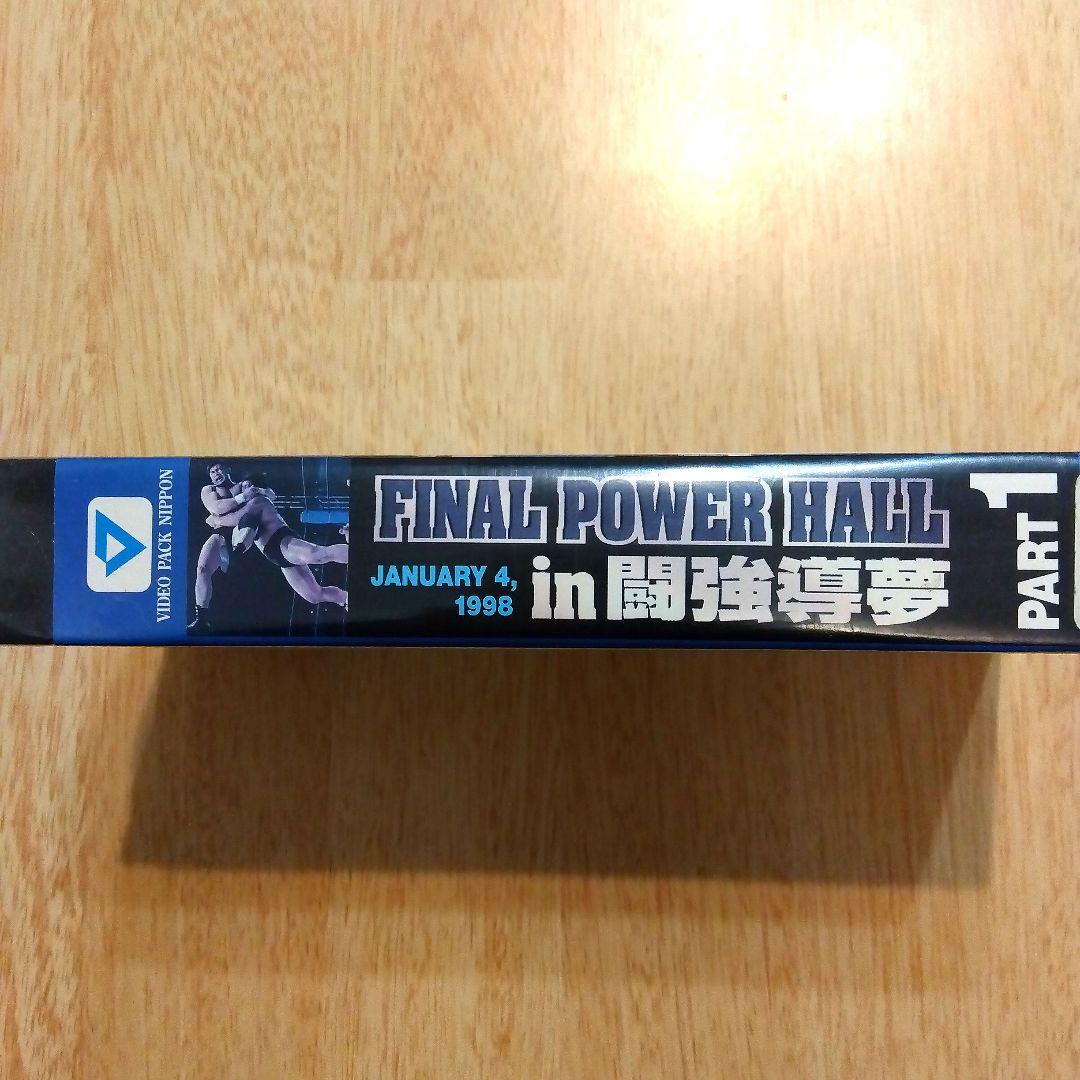 VIDEO PACK NIPPON
FINAL POWER HALL
JANUARY 4,
1998
in 闘強導夢
PART 1